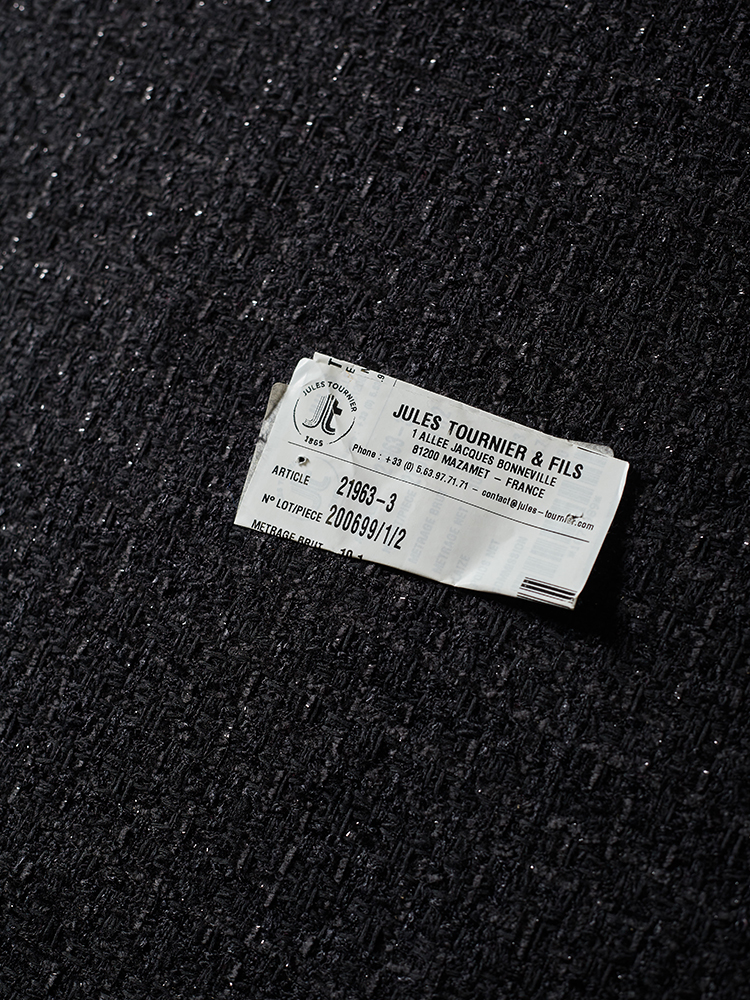 JULES TOURNIER
Jt
1865
JULES TOURNIER & FILS
1 ALLEE JACQUES BONNEVILLE
81200 MAZAMET – FRANCE
Phone : +33 (0) 5.63.97.71.71 – contact@jules-tournier.com
ARTICLE 21963-3
N° LOT/PIECE 200699/1/2
METRAGE BRUT